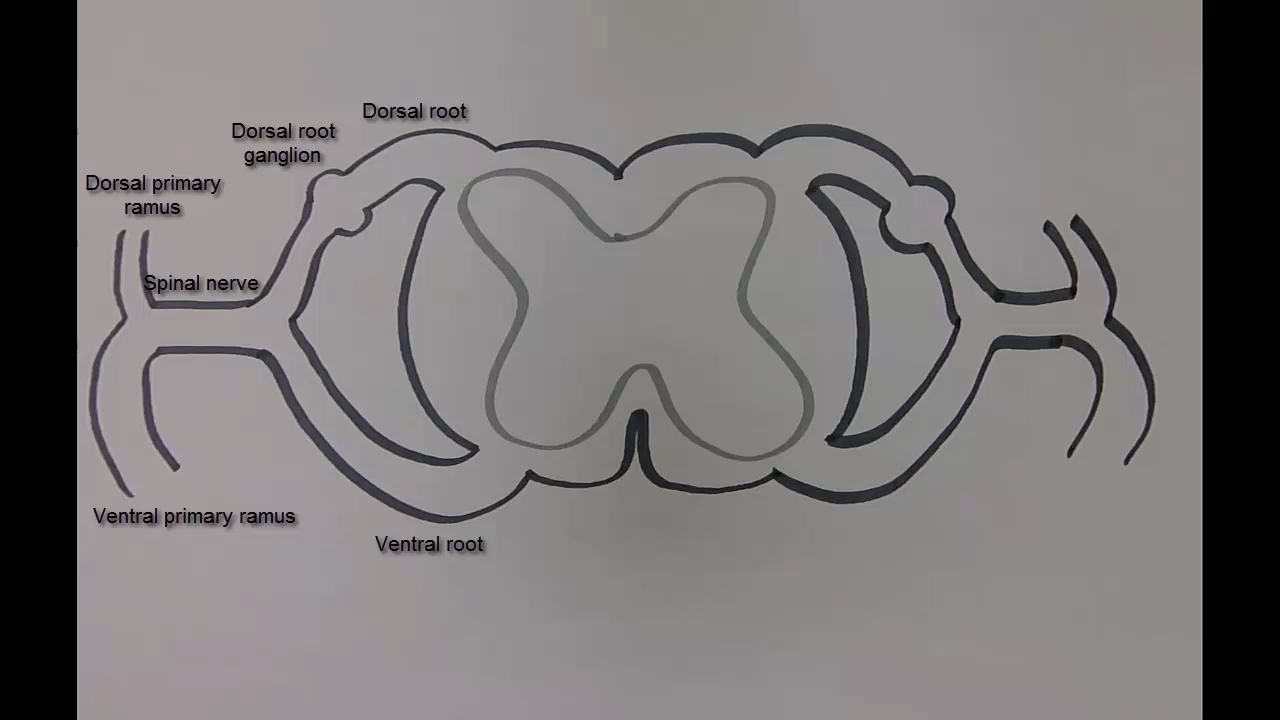 Dorsal root
Dorsal root
ganglion
Dorsal primary
ramus
Spinal nerve
Ventral primary ramus
Ventral root